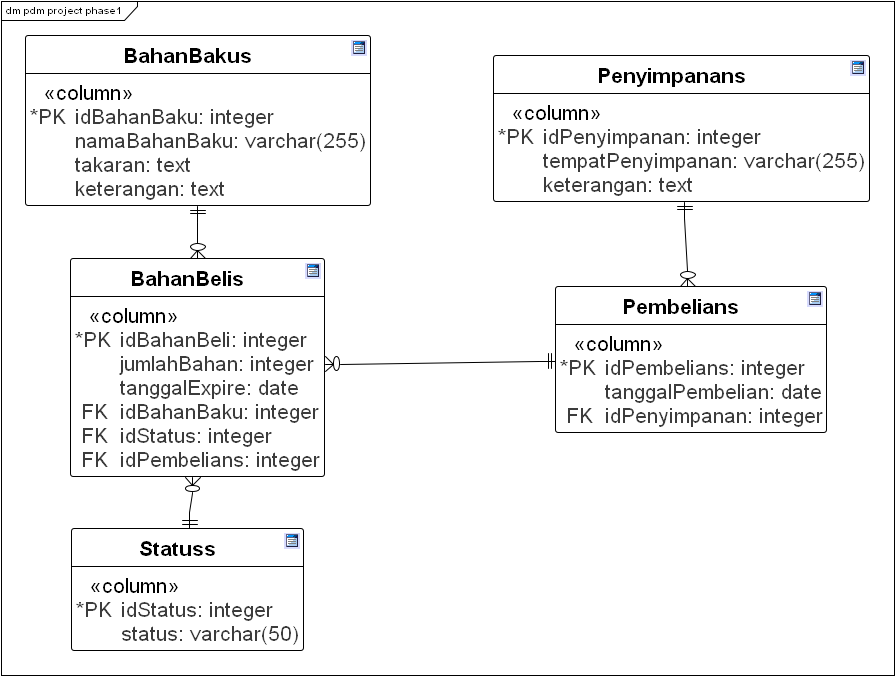 dm pdm project phase1
BahanBakus
«column»
*PK idBahanBaku: integer
namaBahanBaku: varchar(255)
takaran: text
keterangan: text
Penyimpanans
«column»
*PK idPenyimpanan: integer
tempatPenyimpanan: varchar(255)
keterangan: text
BahanBelis
«column»
*PK idBahanBeli: integer
jumlahBahan: integer
tanggalExpire: date
FK idBahanBaku: integer
FK idStatus: integer
FK idPembelians: integer
Pembelians
«column»
*PK idPembelians: integer
tanggalPembelian: date
FK idPenyimpanan: integer
Statuss
«column»
*PK idStatus: integer
status: varchar(50)